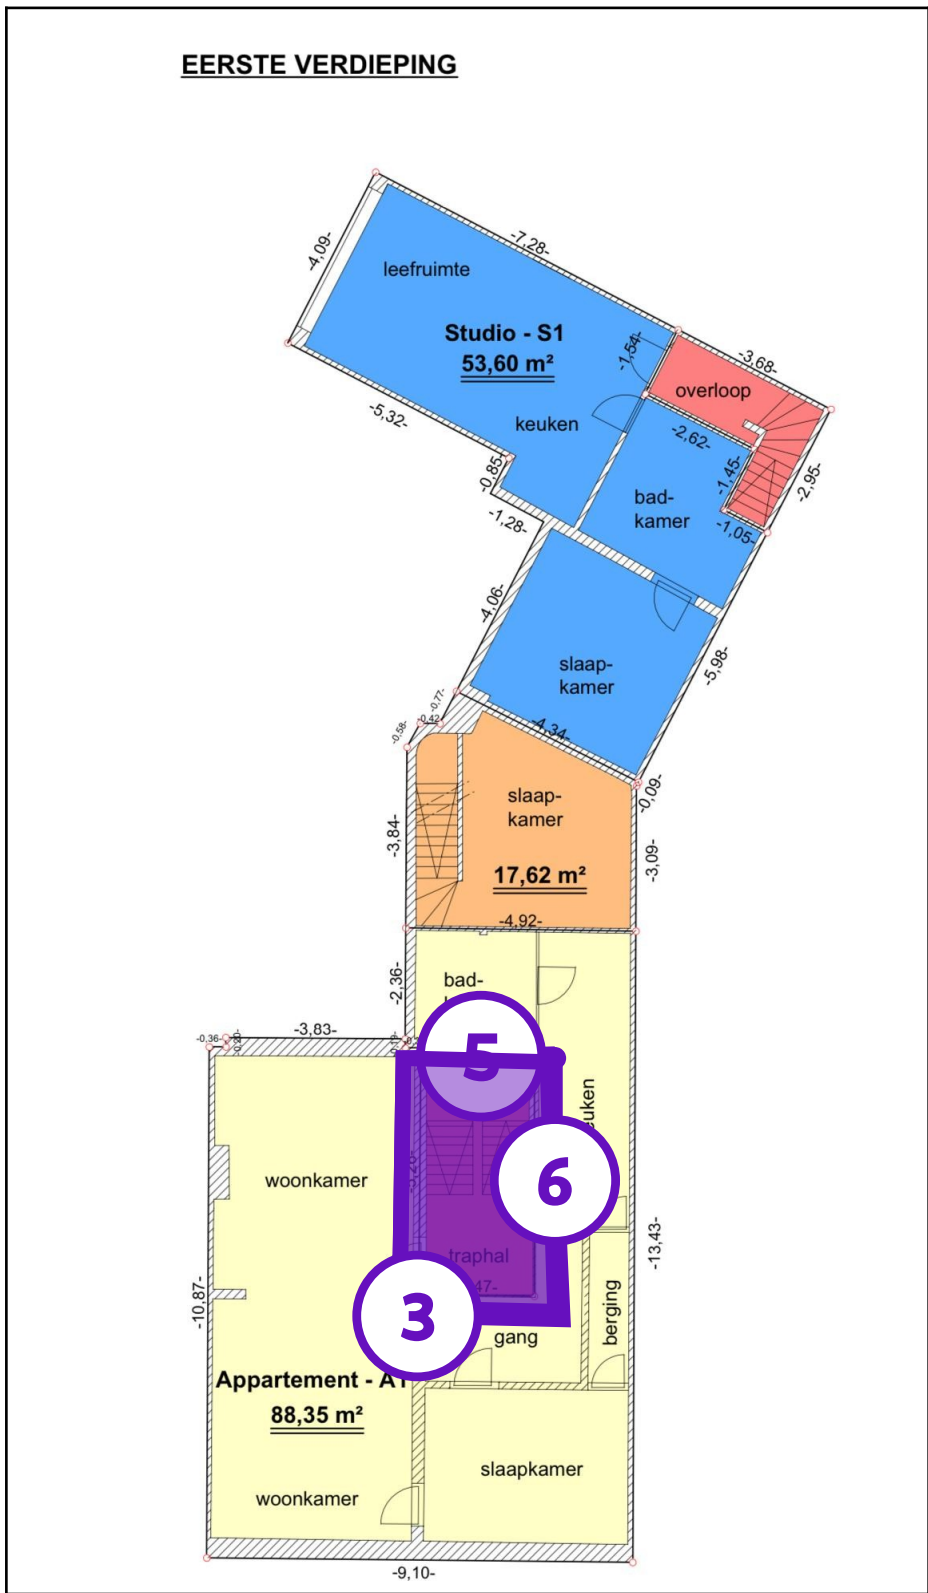 EERSTE VERDIEPING
-7,28-
-4,09-
leefruimte
Studio - S1
53,60 m²
-1,54-
-3,68-
overloop
-5,32-
keuken
-2,62-
-0,85-
-1,45-
-2,95-
bad-
kamer
-1,28-
-1,05-
-4,06-
slaap-
kamer
-5,98-
-0,77-
-0,42
-0,58-
-4,34-
-0,09-
slaap-
kamer
-3,84-
-3,09-
17,62 m²
-4,92-
bad-
-2,36-
-3,83-
-0,36-
5
6
woonkamer
traphal
-13,43-
-10,87-
berging
3
gang
Appartement - A1
88,35 m²
slaapkamer
woonkamer
-9,10-